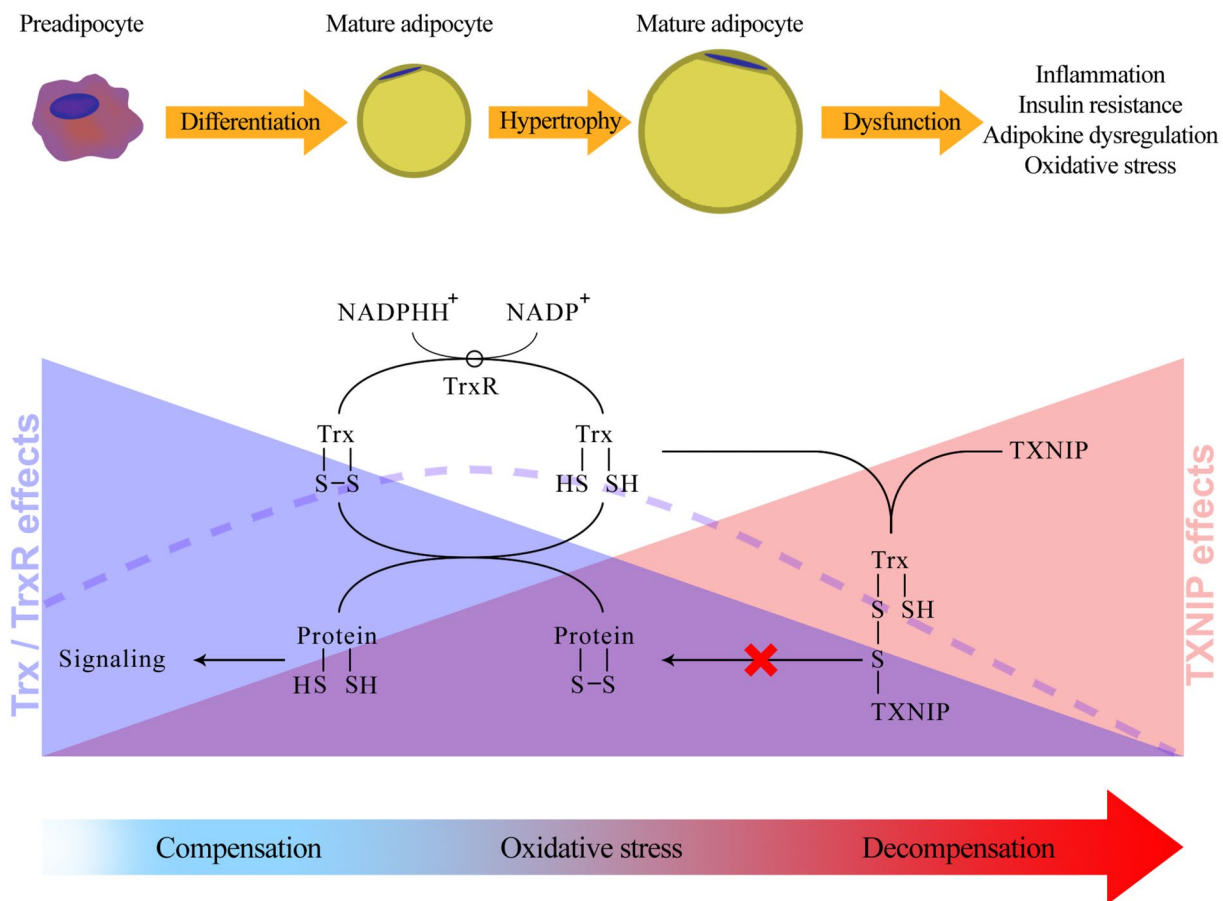 Preadipocyte
Mature adipocyte
Mature adipocyte
Differentiation
Hypertrophy
Dysfunction
Inflammation
Insulin resistance
Adipokine dysregulation
Oxidative stress
NADPHH+
NADP+
TrxR
Trx
S–S
Trx
HS SH
TXNIP
Trx
S SH
S
TXNIP
Protein
HS SH
Protein
S–S
Signaling
Trx / TrxR effects
TXNIP effects
Compensation
Oxidative stress
Decompensation